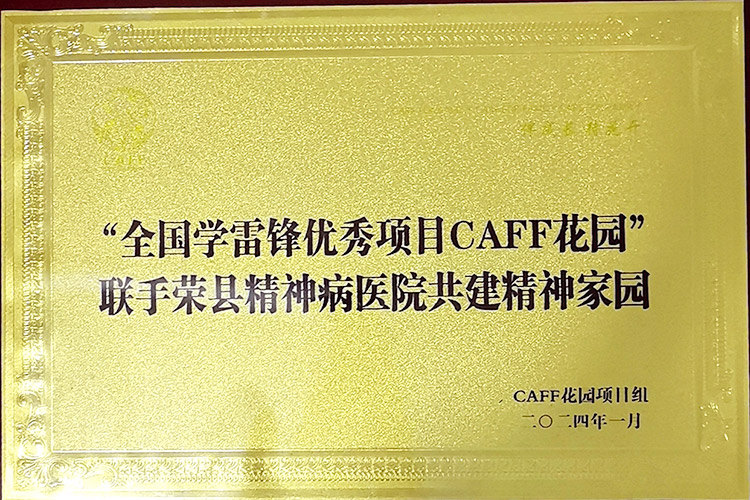 CAFF
“全国学雷锋优秀项目CAFF花园”
联手荣县精神病医院共建精神家园
CAFF花园项目组
二〇二四年一月